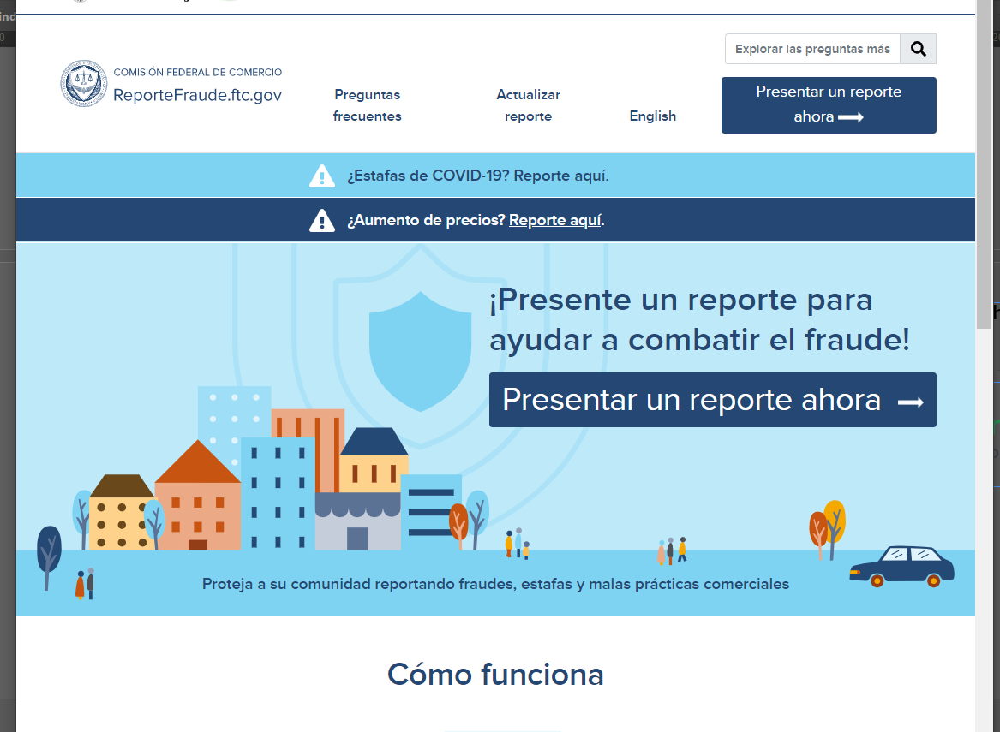 Explorar las preguntas más
COMISIÓN FEDERAL DE COMERCIO
ReporteFraude.ftc.gov
Preguntas
frecuentes
Actualizar
reporte
English
Presentar un reporte
ahora
¿Estafas de COVID-19? Reporte aquí.
¿Aumento de precios? Reporte aquí.
¡Presente un reporte para
ayudar a combatir el fraude!
Presentar un reporte ahora
Proteja a su comunidad reportando fraudes, estafas y malas prácticas comerciales
Cómo funciona